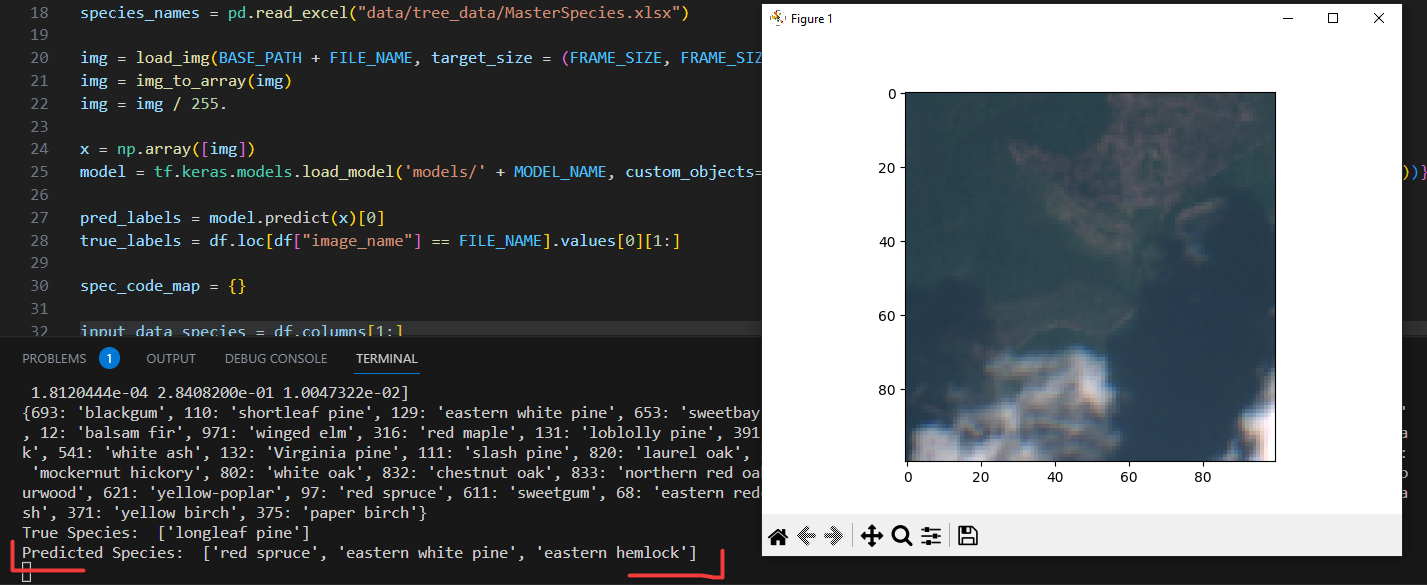 18 species_names = pd.read_excel("data/tree_data/MasterSpecies.xlsx")
19
20 img = load_img(BASE_PATH + FILE_NAME, target_size = (FRAME_SIZE, FRAME_SIZ
21 img = img_to_array(img)
22 img = img / 255.
23
24 x = np.array([img])
25 model = tf.keras.models.load_model('models/' + MODEL_NAME, custom_objects= ))}
26
27 pred_labels = model.predict(x)[0]
28 true_labels = df.loc[df["image_name"] == FILE_NAME].values[0][1:]
29
30 spec_code_map = {}
31
32 input_data_species = df.columns[1:]
PROBLEMS 1 OUTPUT DEBUG CONSOLE TERMINAL
1.8120444e-04 2.8408200e-01 1.0047322e-02]
{693: 'blackgum', 110: 'shortleaf pine', 129: 'eastern white pine', 653: 'sweetbay
, 12: 'balsam fir', 971: 'winged elm', 316: 'red maple', 131: 'loblolly pine', 391
k', 541: 'white ash', 132: 'Virginia pine', 111: 'slash pine', 820: 'laurel oak',
'mockernut hickory', 802: 'white oak', 832: 'chestnut oak', 833: 'northern red oa
urwood', 621: 'yellow-poplar', 97: 'red spruce', 611: 'sweetgum', 68: 'eastern red
sh', 371: 'yellow birch', 375: 'paper birch'}
True Species: ['longleaf pine']
Predicted Species: ['red spruce', 'eastern white pine', 'eastern hemlock']
Figure 1
0
20
40
60
80
0 20 40 60 80